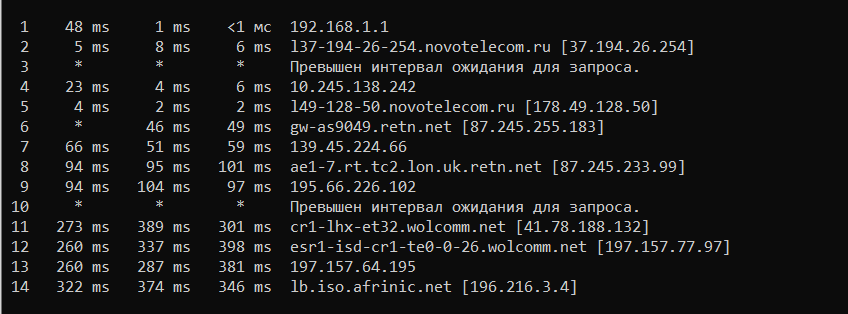 1 48 ms 1 ms <1 мс 192.168.1.1
2 5 ms 8 ms 6 ms l37-194-26-254.novotelecom.ru [37.194.26.254]
3 * * * Превышен интервал ожидания для запроса.
4 23 ms 4 ms 6 ms 10.245.138.242
5 4 ms 2 ms 2 ms l49-128-50.novotelecom.ru [178.49.128.50]
6 * 46 ms 49 ms gw-as9049.retn.net [87.245.255.183]
7 66 ms 51 ms 59 ms 139.45.224.66
8 94 ms 95 ms 101 ms ae1-7.rt.tc2.lon.uk.retn.net [87.245.233.99]
9 94 ms 104 ms 97 ms 195.66.226.102
10 * * * Превышен интервал ожидания для запроса.
11 273 ms 389 ms 301 ms cr1-lhx-et32.wolcomm.net [41.78.188.132]
12 260 ms 337 ms 398 ms esr1-isd-cr1-te0-0-26.wolcomm.net [197.157.77.97]
13 260 ms 287 ms 381 ms 197.157.64.195
14 322 ms 374 ms 346 ms lb.iso.afrinic.net [196.216.3.4]